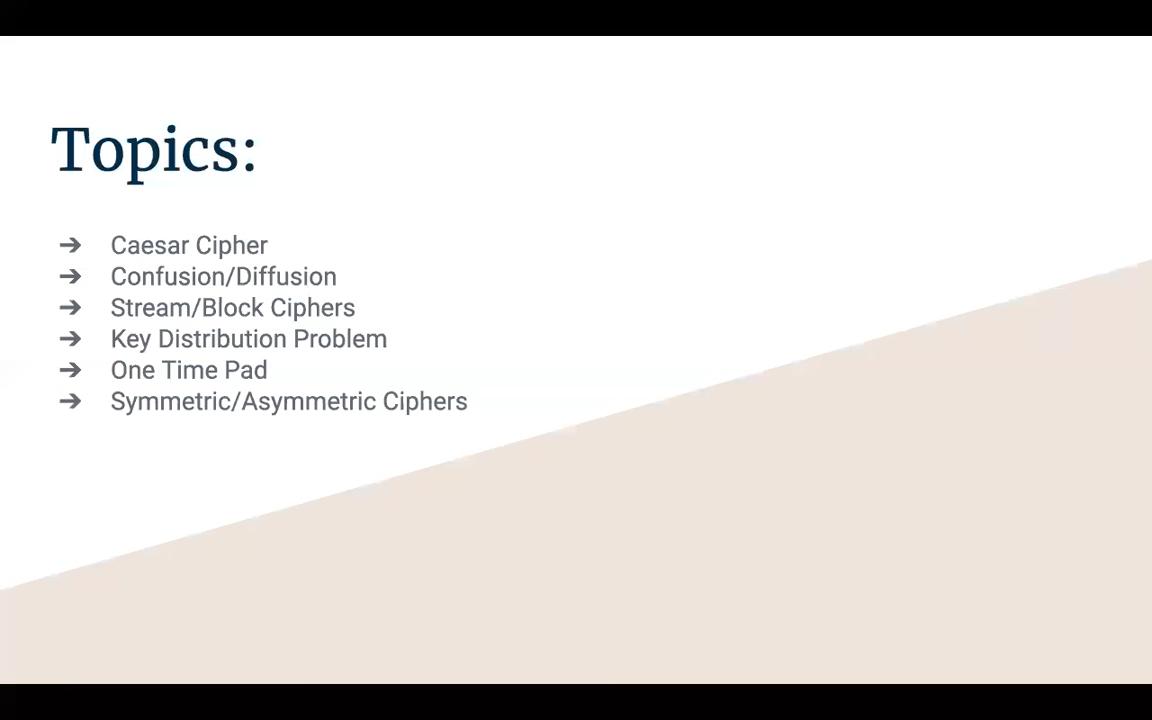 Topics:
➔ Caesar Cipher
➔ Confusion/Diffusion
➔ Stream/Block Ciphers
➔ Key Distribution Problem
➔ One Time Pad
➔ Symmetric/Asymmetric Ciphers